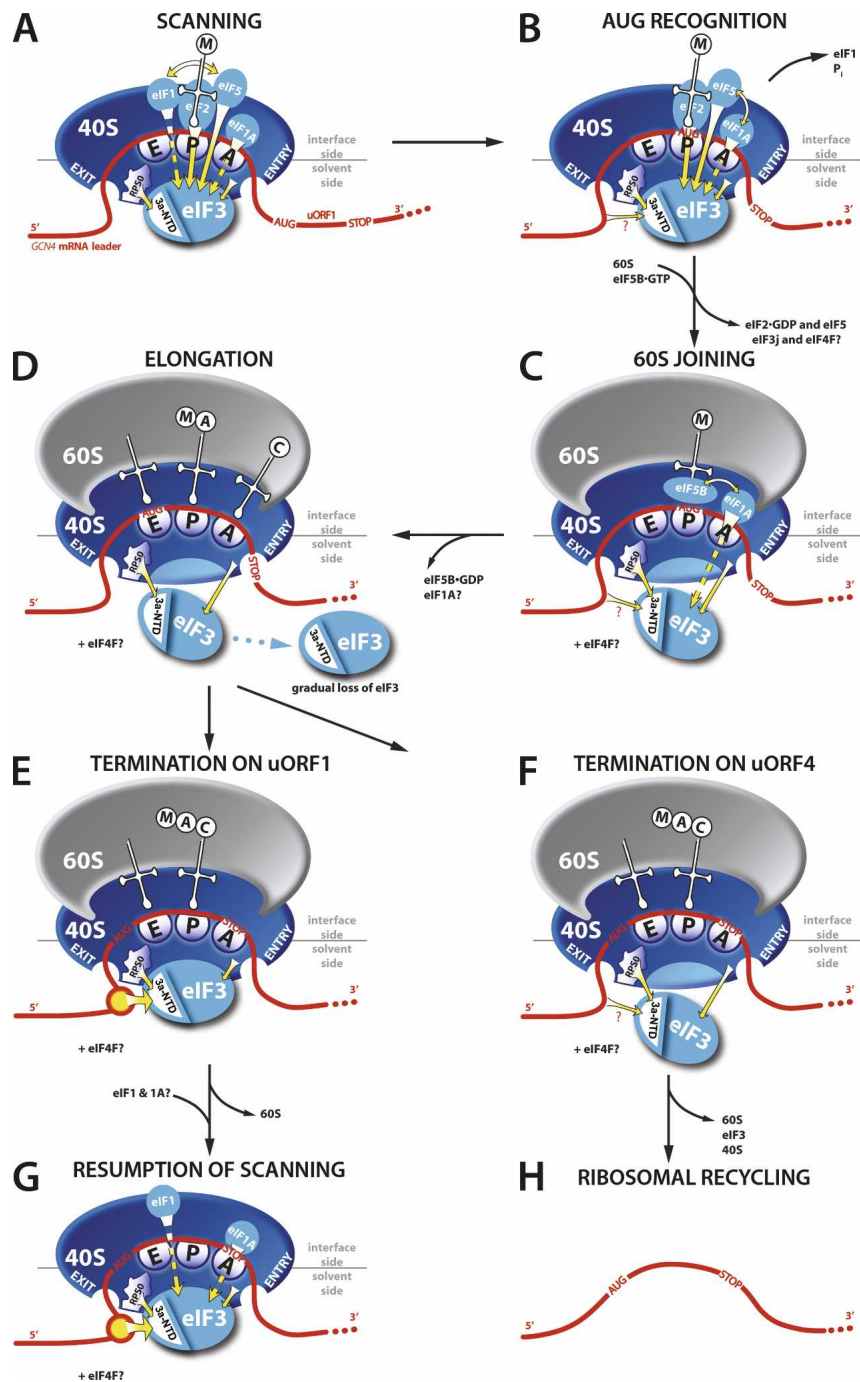 A
SCANNING
M
eIF1
eIF2
eIF5
eIF1A
40S
E P A
EXIT
ENTRY
interface
side
solvent
side
RPS0
3a-NTD
eIF3
5'
GCN4 mRNA leader
AUG
uORF1
STOP
3'
B
AUG RECOGNITION
M
eIF1
Pi
eIF2
eIF5
eIF1A
40S
AUG
E P A
EXIT
ENTRY
interface
side
solvent
side
RPS0
3a-NTD
eIF3
STOP
5'
?
3'
60S
eIF5B•GTP
eIF2•GDP and eIF5
eIF3j and eIF4F?
D
ELONGATION
M A
C
60S
40S
AUG
E P A
EXIT
ENTRY
interface
side
solvent
side
RPS0
STOP
3a-NTD
eIF3
5'
3'
+ eIF4F?
3a-NTD
eIF3
gradual loss of eIF3
eIF5B•GDP
eIF1A?
C
60S JOINING
M
60S
eIF5B
eIF1A
40S
AUG
E P A
EXIT
ENTRY
interface
side
solvent
side
RPS0
STOP
3a-NTD
eIF3
5'
?
3'
+ eIF4F?
E
TERMINATION ON uORF1
M A C
60S
40S
AUG
STOP
E P A
EXIT
ENTRY
interface
side
solvent
side
RPS0
3a-NTD
eIF3
5'
3'
+ eIF4F?
eIF1 & 1A?
60S
F
TERMINATION ON uORF4
M A C
60S
40S
AUG
STOP
E P A
EXIT
ENTRY
interface
side
solvent
side
RPS0
3a-NTD
eIF3
5'
?
3'
+ eIF4F?
60S
eIF3
40S
G
RESUMPTION OF SCANNING
eIF1
eIF1A
40S
AUG
STOP
E P A
EXIT
ENTRY
interface
side
solvent
side
RPS0
3a-NTD
eIF3
5'
3'
+ eIF4F?
H
RIBOSOMAL RECYCLING
AUG
STOP
5'
3'